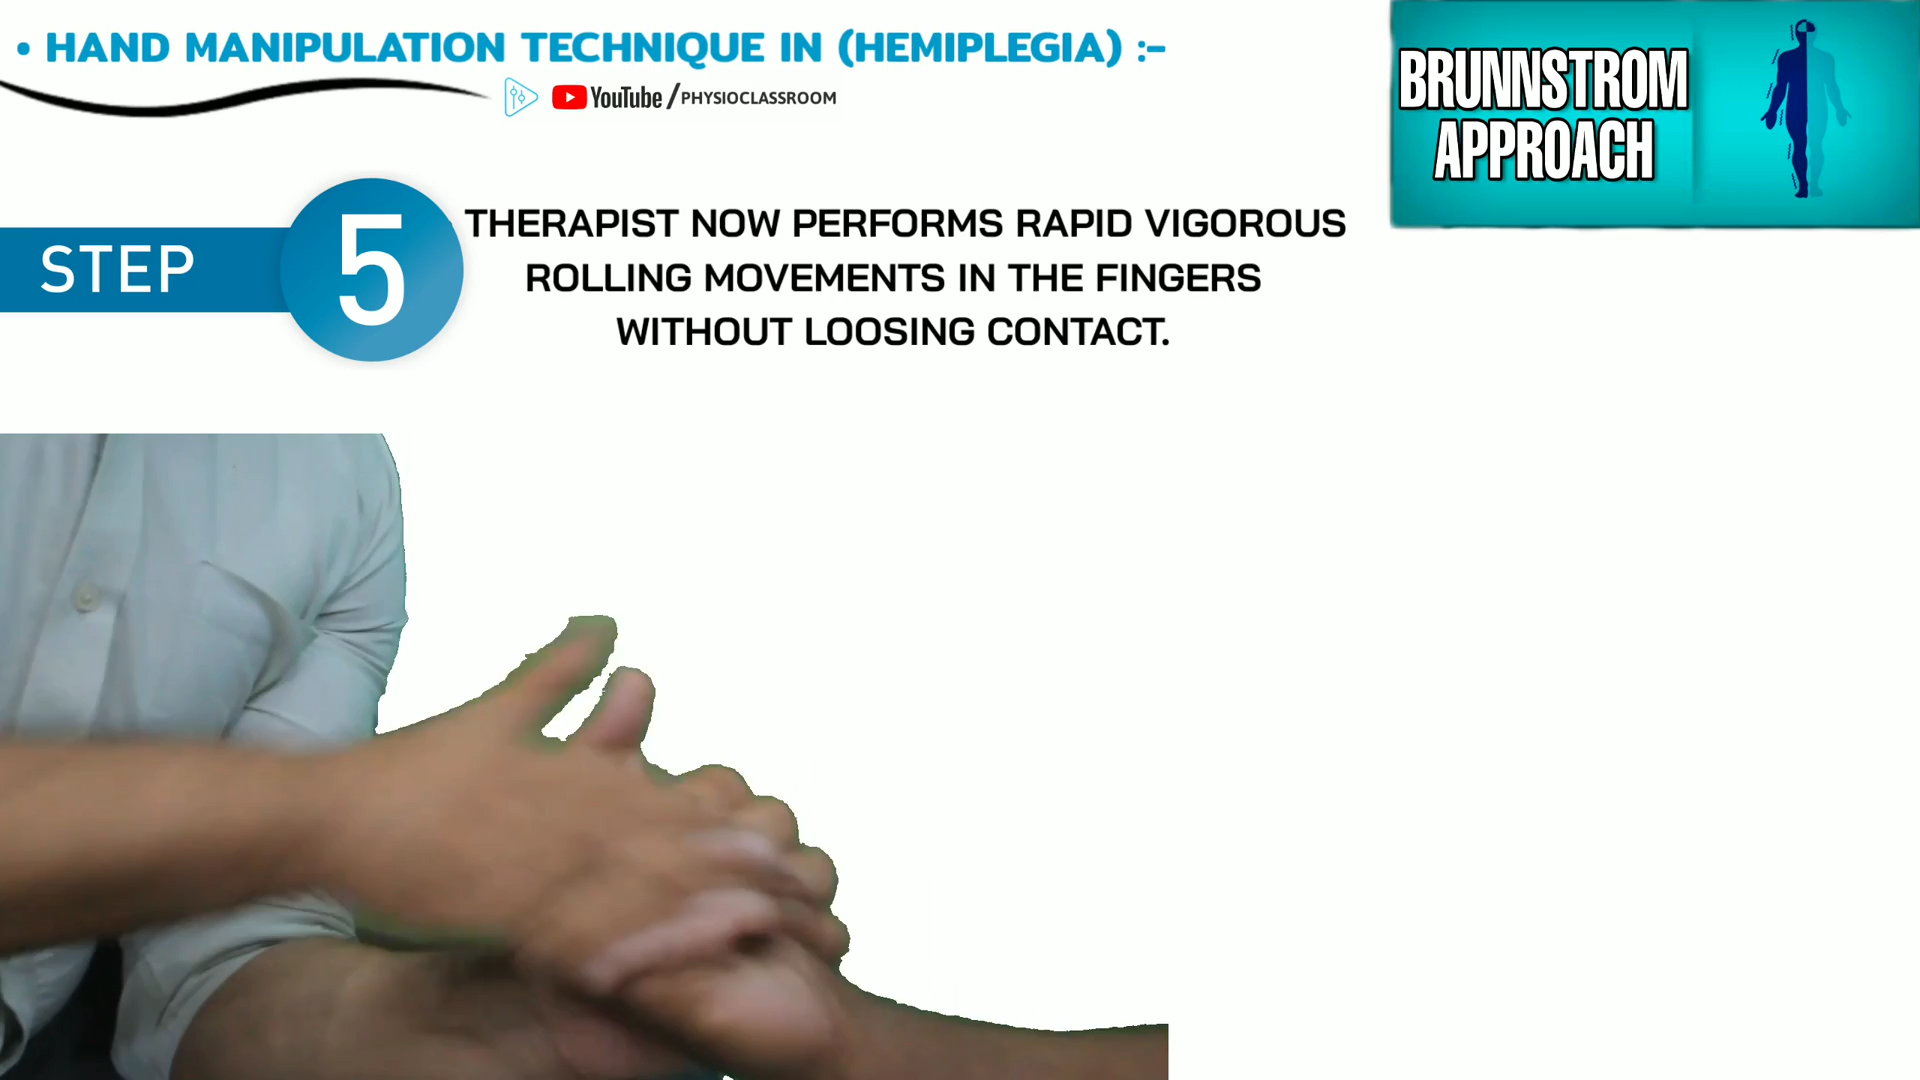 • HAND MANIPULATION TECHNIQUE IN (HEMIPLEGIA) :-
YouTube /PHYSIOCLASSROOM
BRUNNSTROM
APPROACH
STEP 5
THERAPIST NOW PERFORMS RAPID VIGOROUS
ROLLING MOVEMENTS IN THE FINGERS
WITHOUT LOOSING CONTACT.